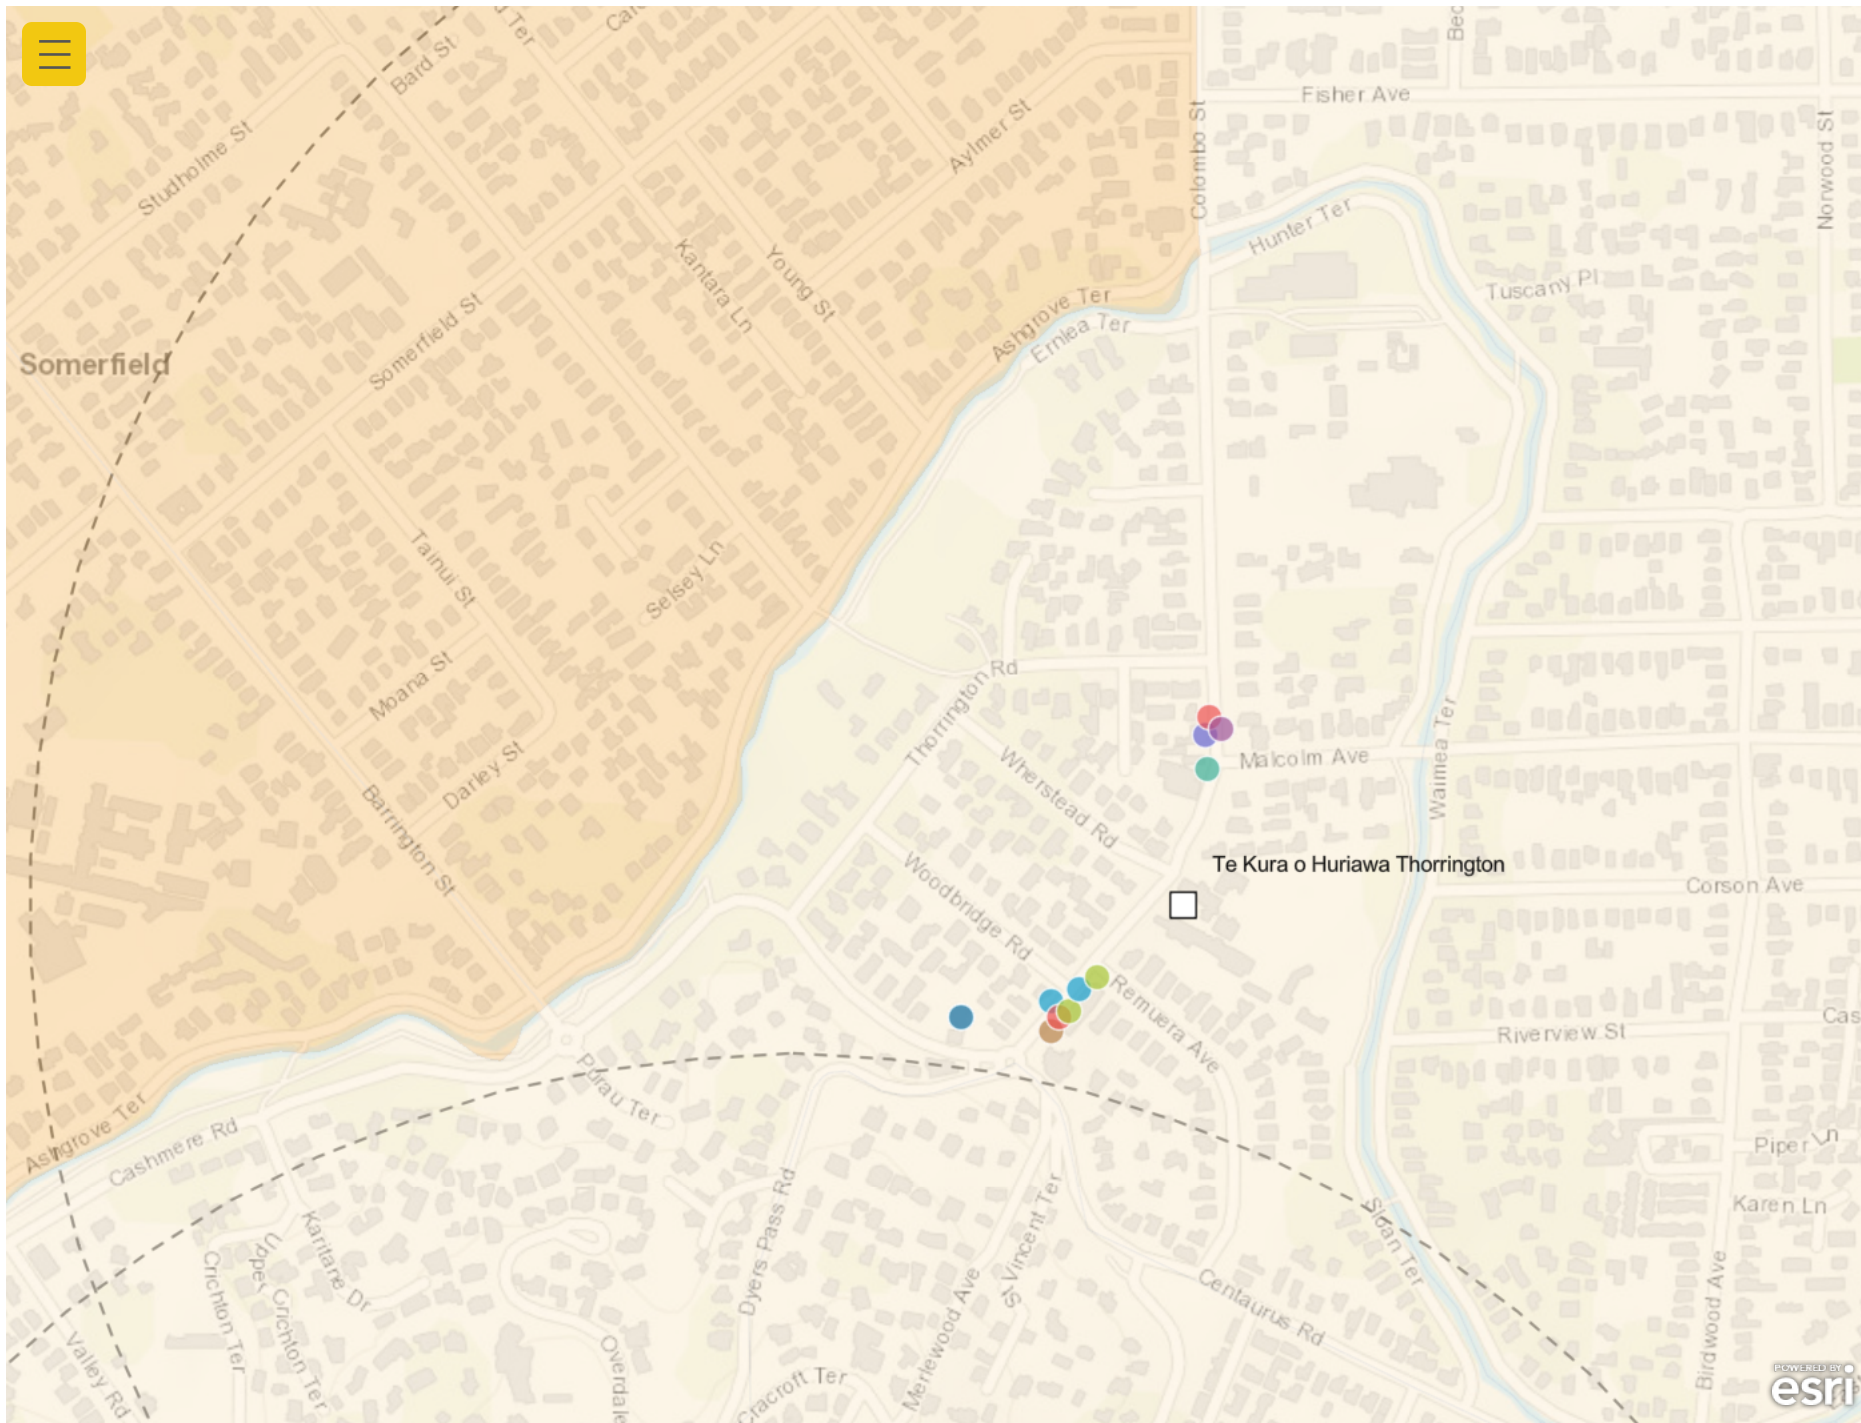 Bard St
Fisher Ave
Studholme St
Aylmer St
Colombo St
Norwood St
Hunter Ter
Kantara Ln
Young St
Tuscany Pl
Ashgrove Ter
Ernlea Ter
Somerfield St
Somerfield
Tainui St
Selsey Ln
Moana St
Thorrington Rd
Darley St
Wherstead Rd
Malcolm Ave
Waimea Ter
Barrington St
Te Kura o Huriawa Thorrington
Woodbridge Rd
Corson Ave
Remuera Ave
Riverview St
Cas
Purau Ter
Ashgrove Ter
Cashmere Rd
Piper Ln
Karen Ln
Dyers Pass Rd
St Vincent Ter
Sloan Ter
Karitane Dr
Crichton Ter
Upper Crichton Ter
Merlewood Ave
Centaurus Rd
Birdwood Ave
Valley Rd
Overdale
Cracroft Ter
POWERED BY
esri